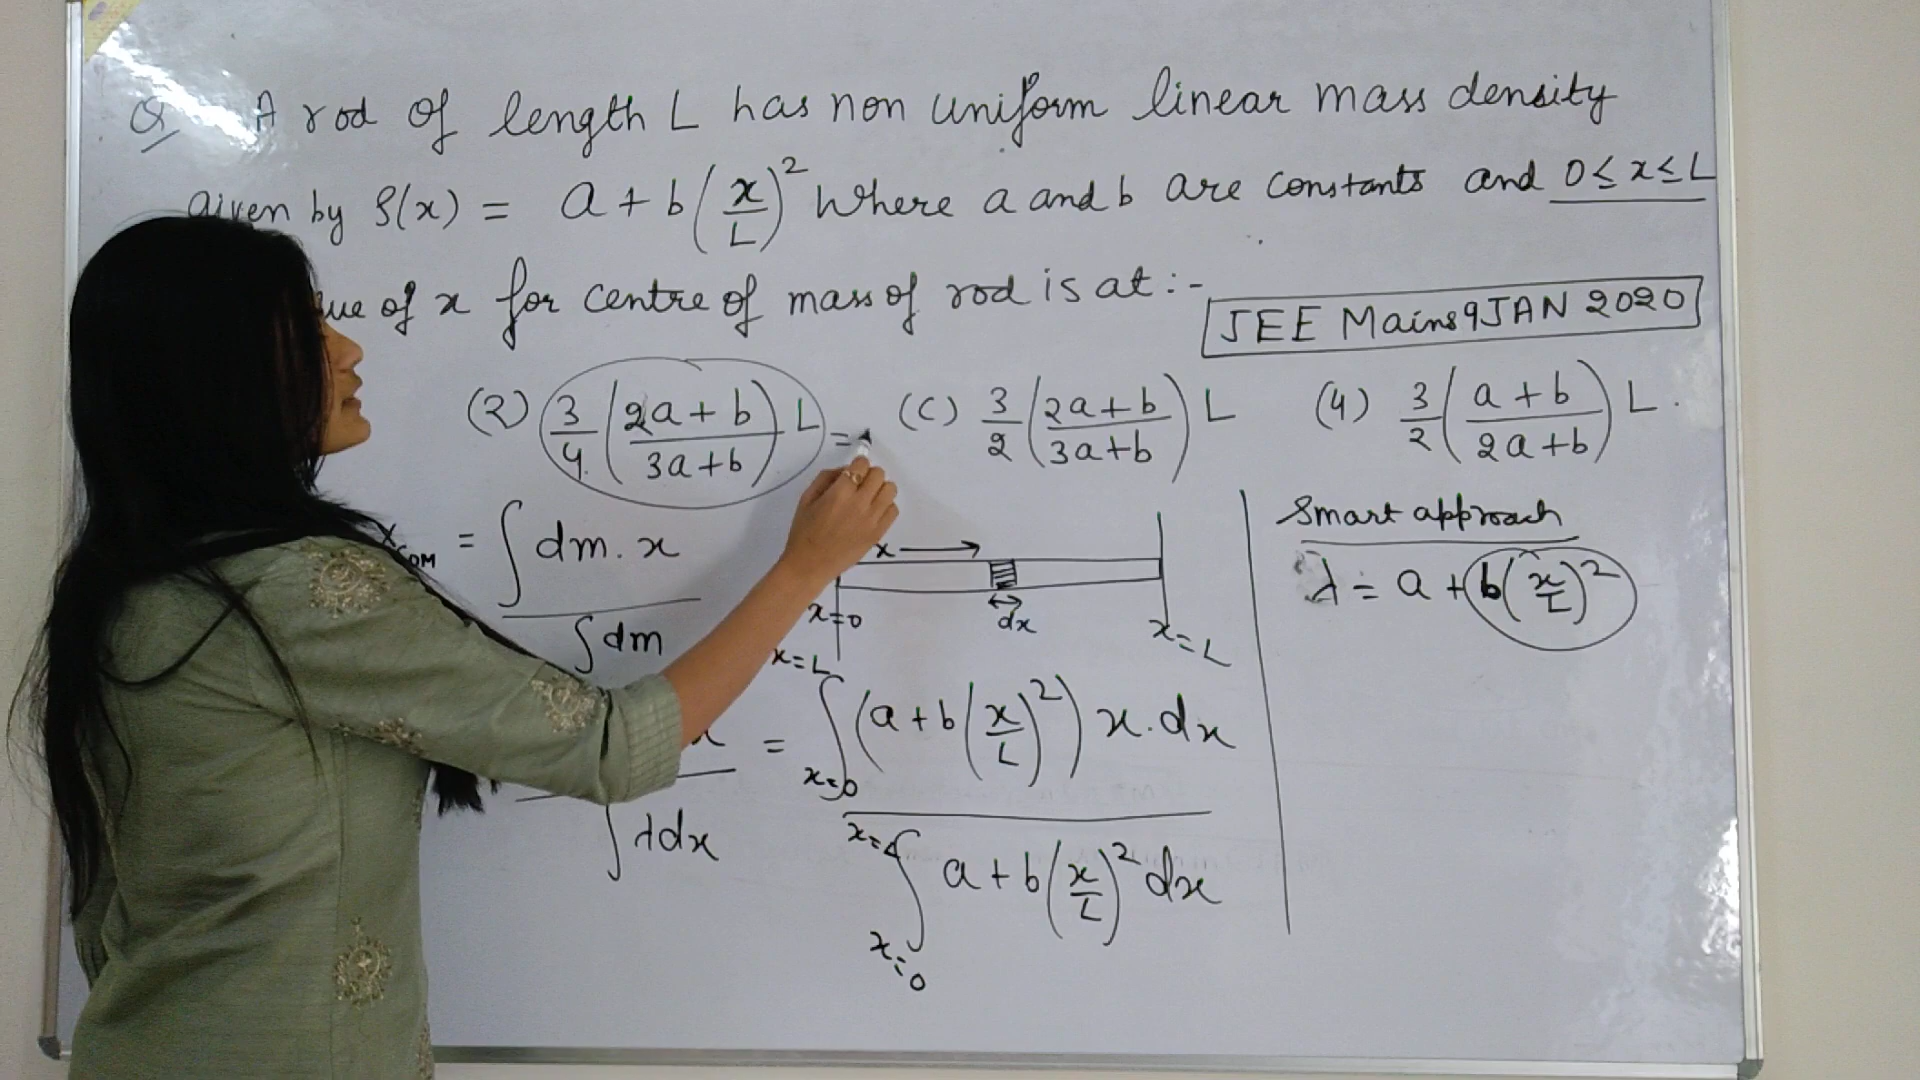 Q A rod of length L has non uniform linear mass density
given by ρ(x) = a + b(x/L)² where a and b are constants and 0 ≤ x ≤ L
of x for centre of mass of rod is at :-
JEE Mains 9 JAN 2020
(2) 3/4 (2a + b / 3a + b) L = (C) 3/2 (2a + b / 3a + b) L (4) 3/2 (a + b / 2a + b) L.
X_COM = ∫ dm . x / ∫ dm
x →
x=0 dx x=L
= ∫_{x=0}^{x=L} (a + b(x/L)²) x . dx
∫ λdx ∫_{x=0}^{x=L} a + b(x/L)² dx
Smart approach
λ = a + b(x/L)²